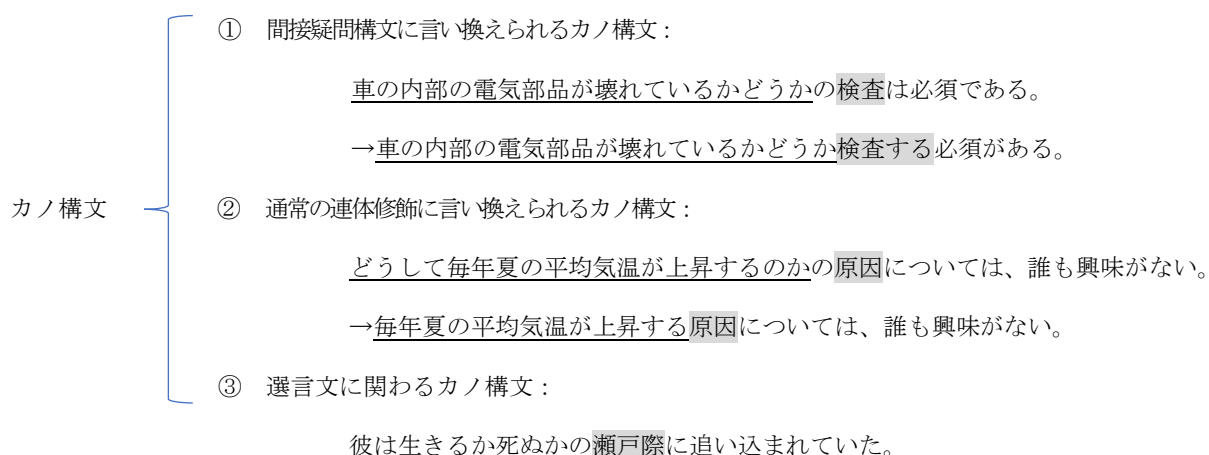 ① 間接疑問構文に言い換えられるカノ構文：
車の内部の電気部品が壊れているかどうかの検査は必須である。
→車の内部の電気部品が壊れているかどうか検査する必須がある。
カノ構文 ② 通常の連体修飾に言い換えられるカノ構文：
どうして毎年夏の平均気温が上昇するのかの原因については、誰も興味がない。
→毎年夏の平均気温が上昇する原因については、誰も興味がない。
③ 選言文に関わるカノ構文：
彼は生きるか死ぬかの瀬戸際に追い込まれていた。